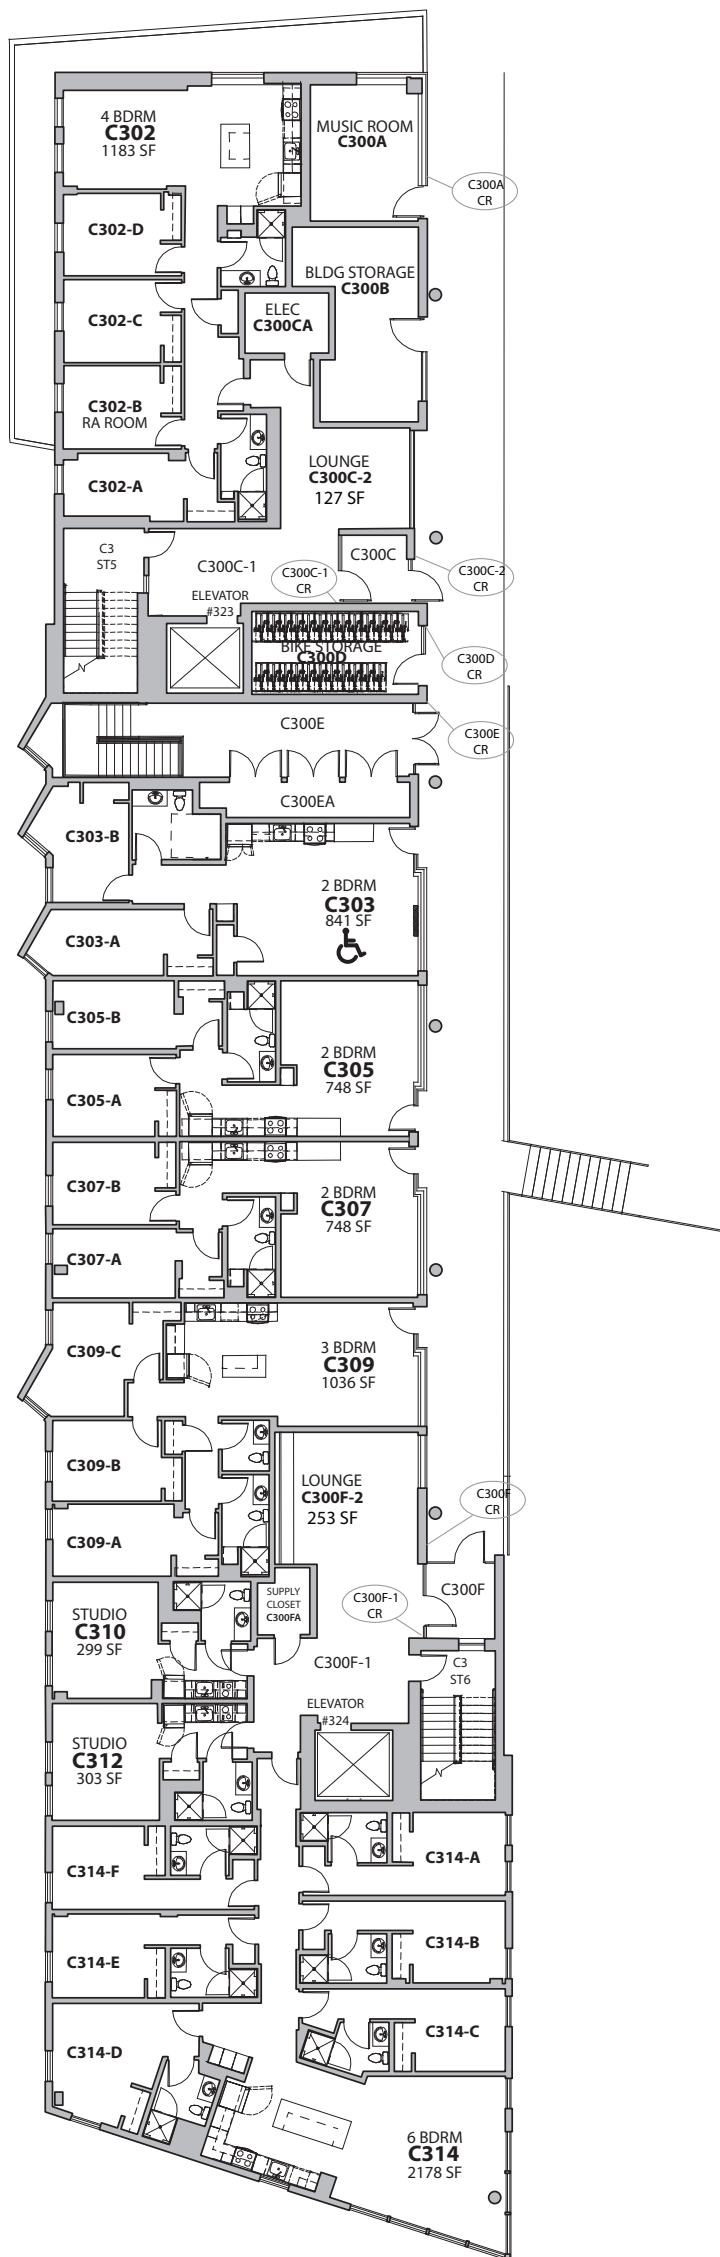 4 BDRM
C302
1183 SF
MUSIC ROOM
C300A
C300A
CR
C302-D
BLDG STORAGE
C300B
C302-C
ELEC
C300CA
C302-B
RA ROOM
LOUNGE
C300C-2
127 SF
C302-A
C3
ST5
C300C-1
C300C
C300C-1
CR
C300C-2
CR
ELEVATOR
#323
BIKE STORAGE
C300D
C300D
CR
C300E
C300E
CR
C300EA
C303-B
2 BDRM
C303
841 SF
C303-A
C305-B
2 BDRM
C305
748 SF
C305-A
C307-B
2 BDRM
C307
748 SF
C307-A
C309-C
3 BDRM
C309
1036 SF
C309-B
LOUNGE
C300F-2
253 SF
C300F
CR
C309-A
STUDIO
C310
299 SF
SUPPLY
CLOSET
C300FA
C300F-1
CR
C300F
C300F-1
C3
ST6
ELEVATOR
#324
STUDIO
C312
303 SF
C314-F
C314-A
C314-E
C314-B
C314-D
C314-C
6 BDRM
C314
2178 SF